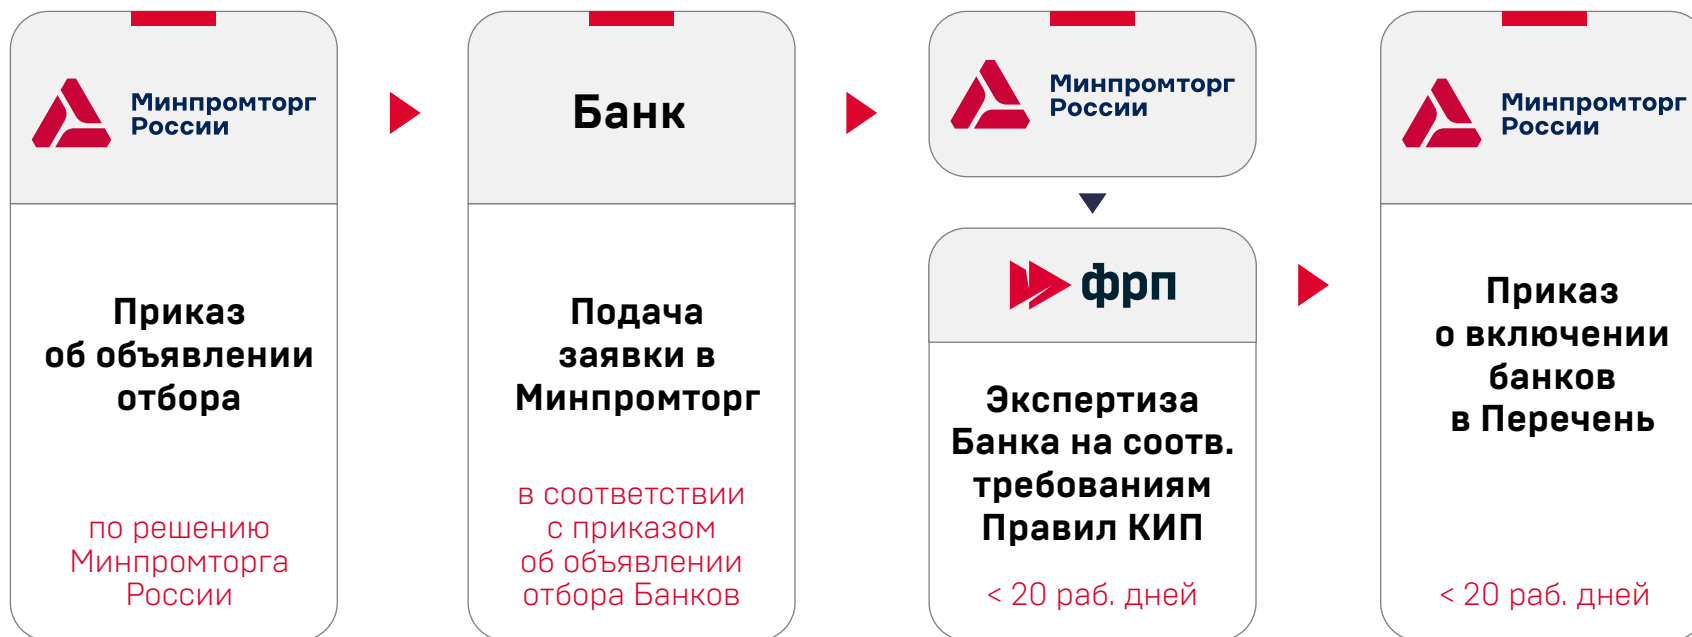 Минпромторг
России
Приказ
об объявлении
отбора
по решению
Минпромторга
России
Банк
Подача
заявки в
Минпромторг
в соответствии
с приказом
об объявлении
отбора Банков
Минпромторг
России
фрп
Экспертиза
Банка на соотв.
требованиям
Правил КИП
< 20 раб. дней
Минпромторг
России
Приказ
о включении
банков
в Перечень
< 20 раб. дней